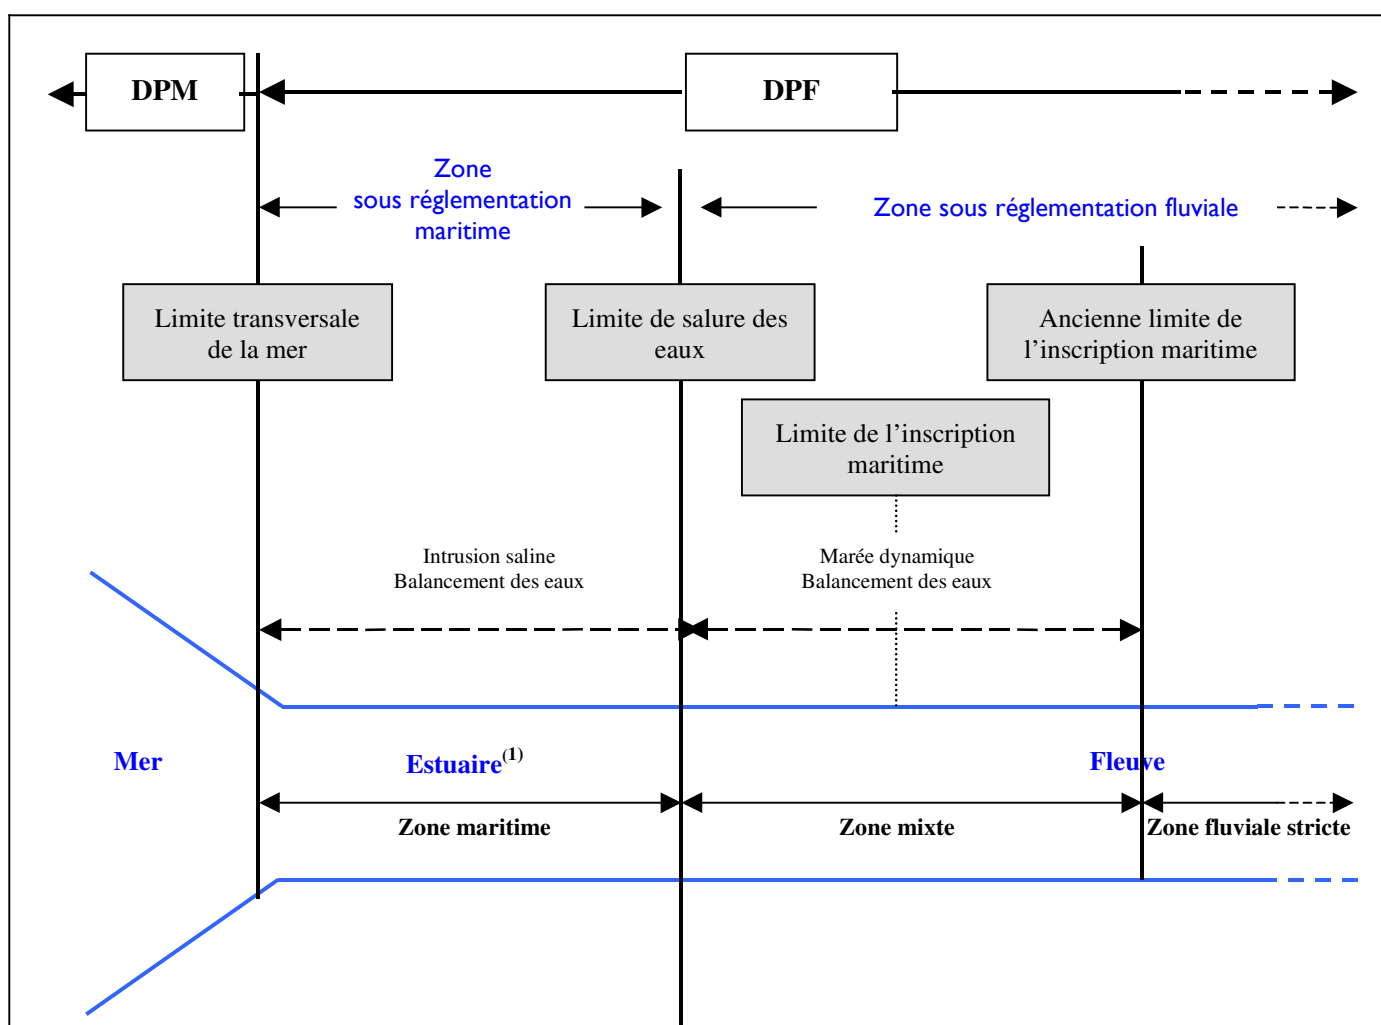 DPM
DPF
Zone
sous réglementation
maritime
Zone sous réglementation fluviale
Limite transversale
de la mer
Limite de salure des
eaux
Ancienne limite de
l’inscription maritime
Limite de l’inscription
maritime
Intrusion saline
Balancement des eaux
Marée dynamique
Balancement des eaux
Mer
Estuaire(1)
Fleuve
Zone maritime
Zone mixte
Zone fluviale stricte